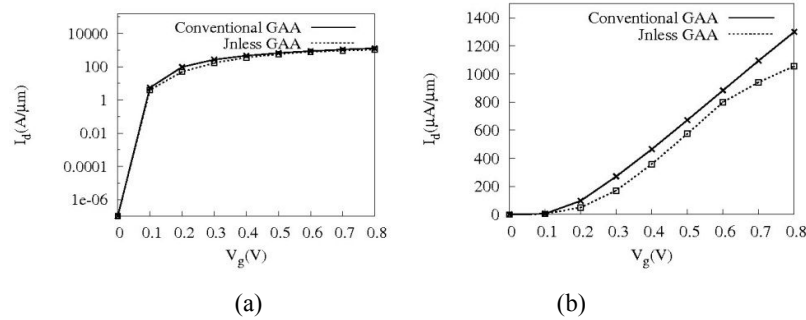 10000
100
1
0.01
0.0001
1e-06
I_d(A/μm)
Conventional GAA
Jnless GAA
0 0.1 0.2 0.3 0.4 0.5 0.6 0.7 0.8
V_g(V)
(a)
1400
1200
1000
800
600
400
200
0
I_d(μA/μm)
Conventional GAA
Jnless GAA
0 0.1 0.2 0.3 0.4 0.5 0.6 0.7 0.8
V_g(V)
(b)